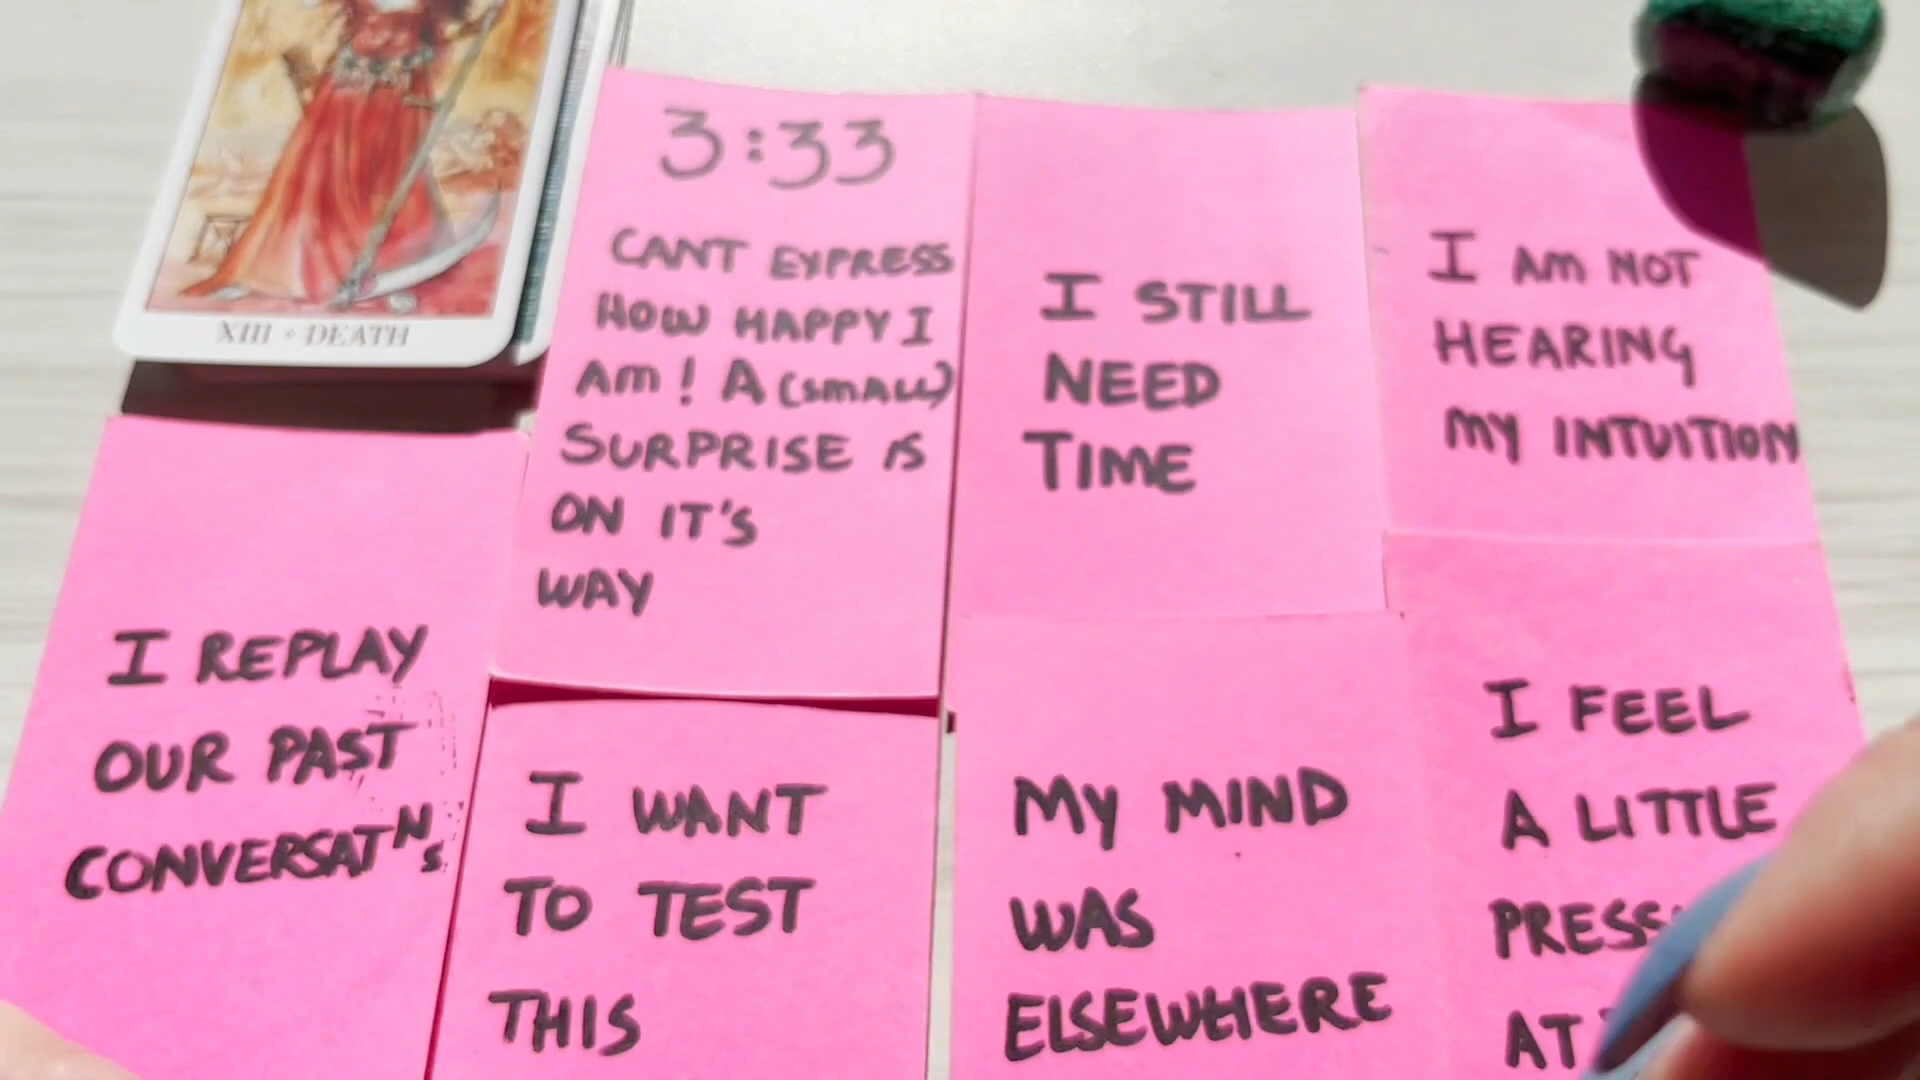 XIII • DEATH
3:33
CANT EXPRESS
HOW HAPPY I
AM! A (SMALL)
SURPRISE IS
ON IT'S
WAY
I STILL
NEED
TIME
I AM NOT
HEARING
MY INTUITION
I REPLAY
OUR PAST
CONVERSATNS
I WANT
TO TEST
THIS
MY MIND
WAS
ELSEWHERE
I FEEL
A LITTLE
AT